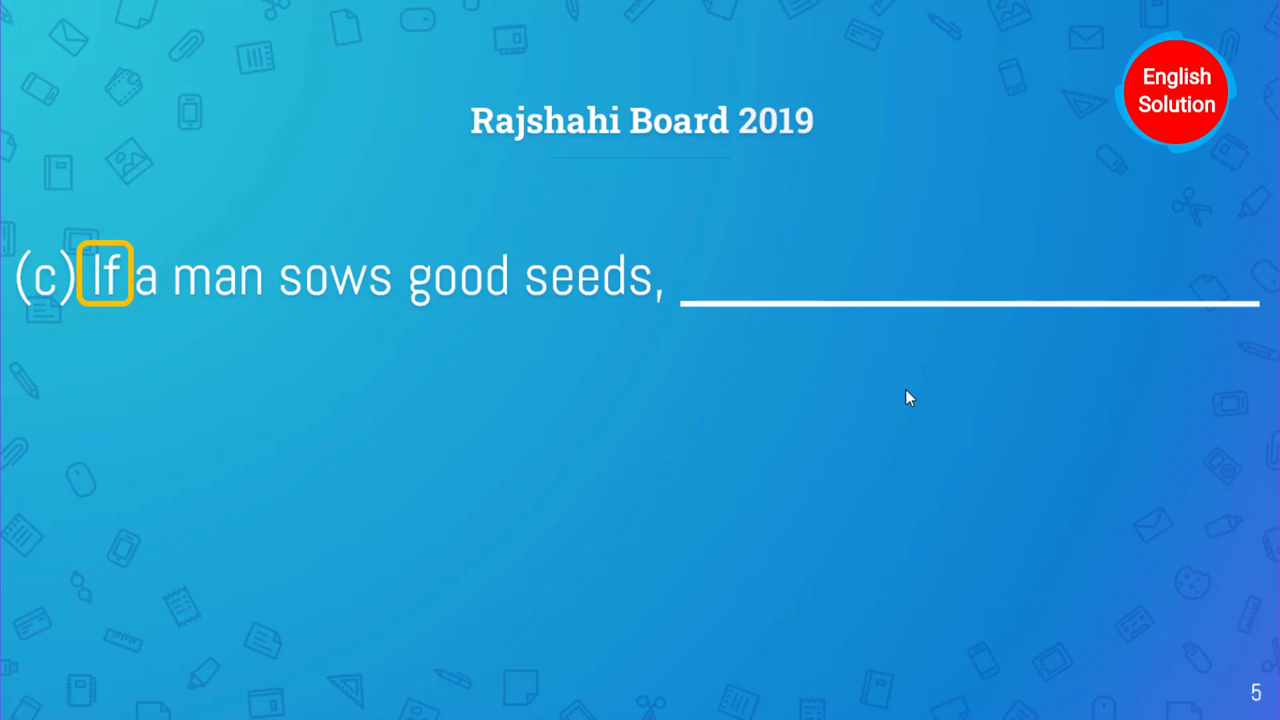 English
Solution
Rajshahi Board 2019
(c) If a man sows good seeds, 
5